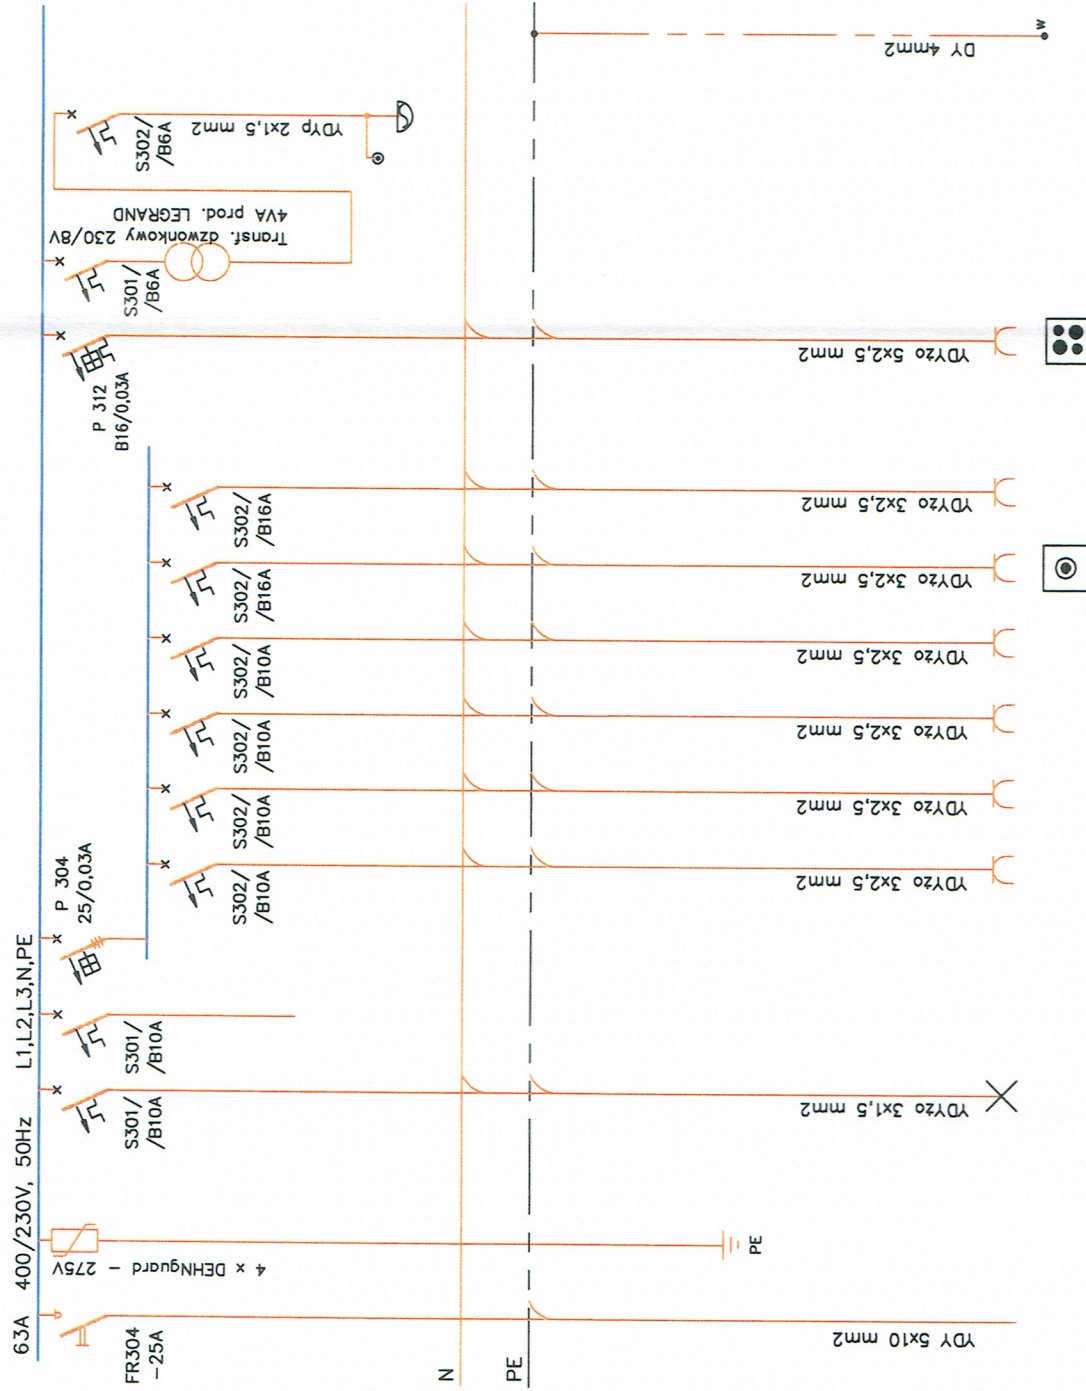 63A 400/230V, 50Hz L1,L2,L3,N,PE
FR304
-25A
4 x DEHNguard - 275V
S301/
/B10A
S301/
/B10A
P 304
25/0,03A
S302/
/B10A
S302/
/B10A
S302/
/B10A
S302/
/B10A
S302/
/B16A
S302/
/B16A
P 312
B16/0,03A
S301/
/B6A
Transf. dzwonkowy 230/8V
4VA prod. LEGRAND
S302/
/B6A
YDYp 2x1,5 mm2
N
PE
YDY 5x10 mm2
PE
YDYżo 3x1,5 mm2
YDYżo 3x2,5 mm2
YDYżo 3x2,5 mm2
YDYżo 3x2,5 mm2
YDYżo 3x2,5 mm2
YDYżo 3x2,5 mm2
YDYżo 3x2,5 mm2
YDYżo 5x2,5 mm2
DY 4mm2
w